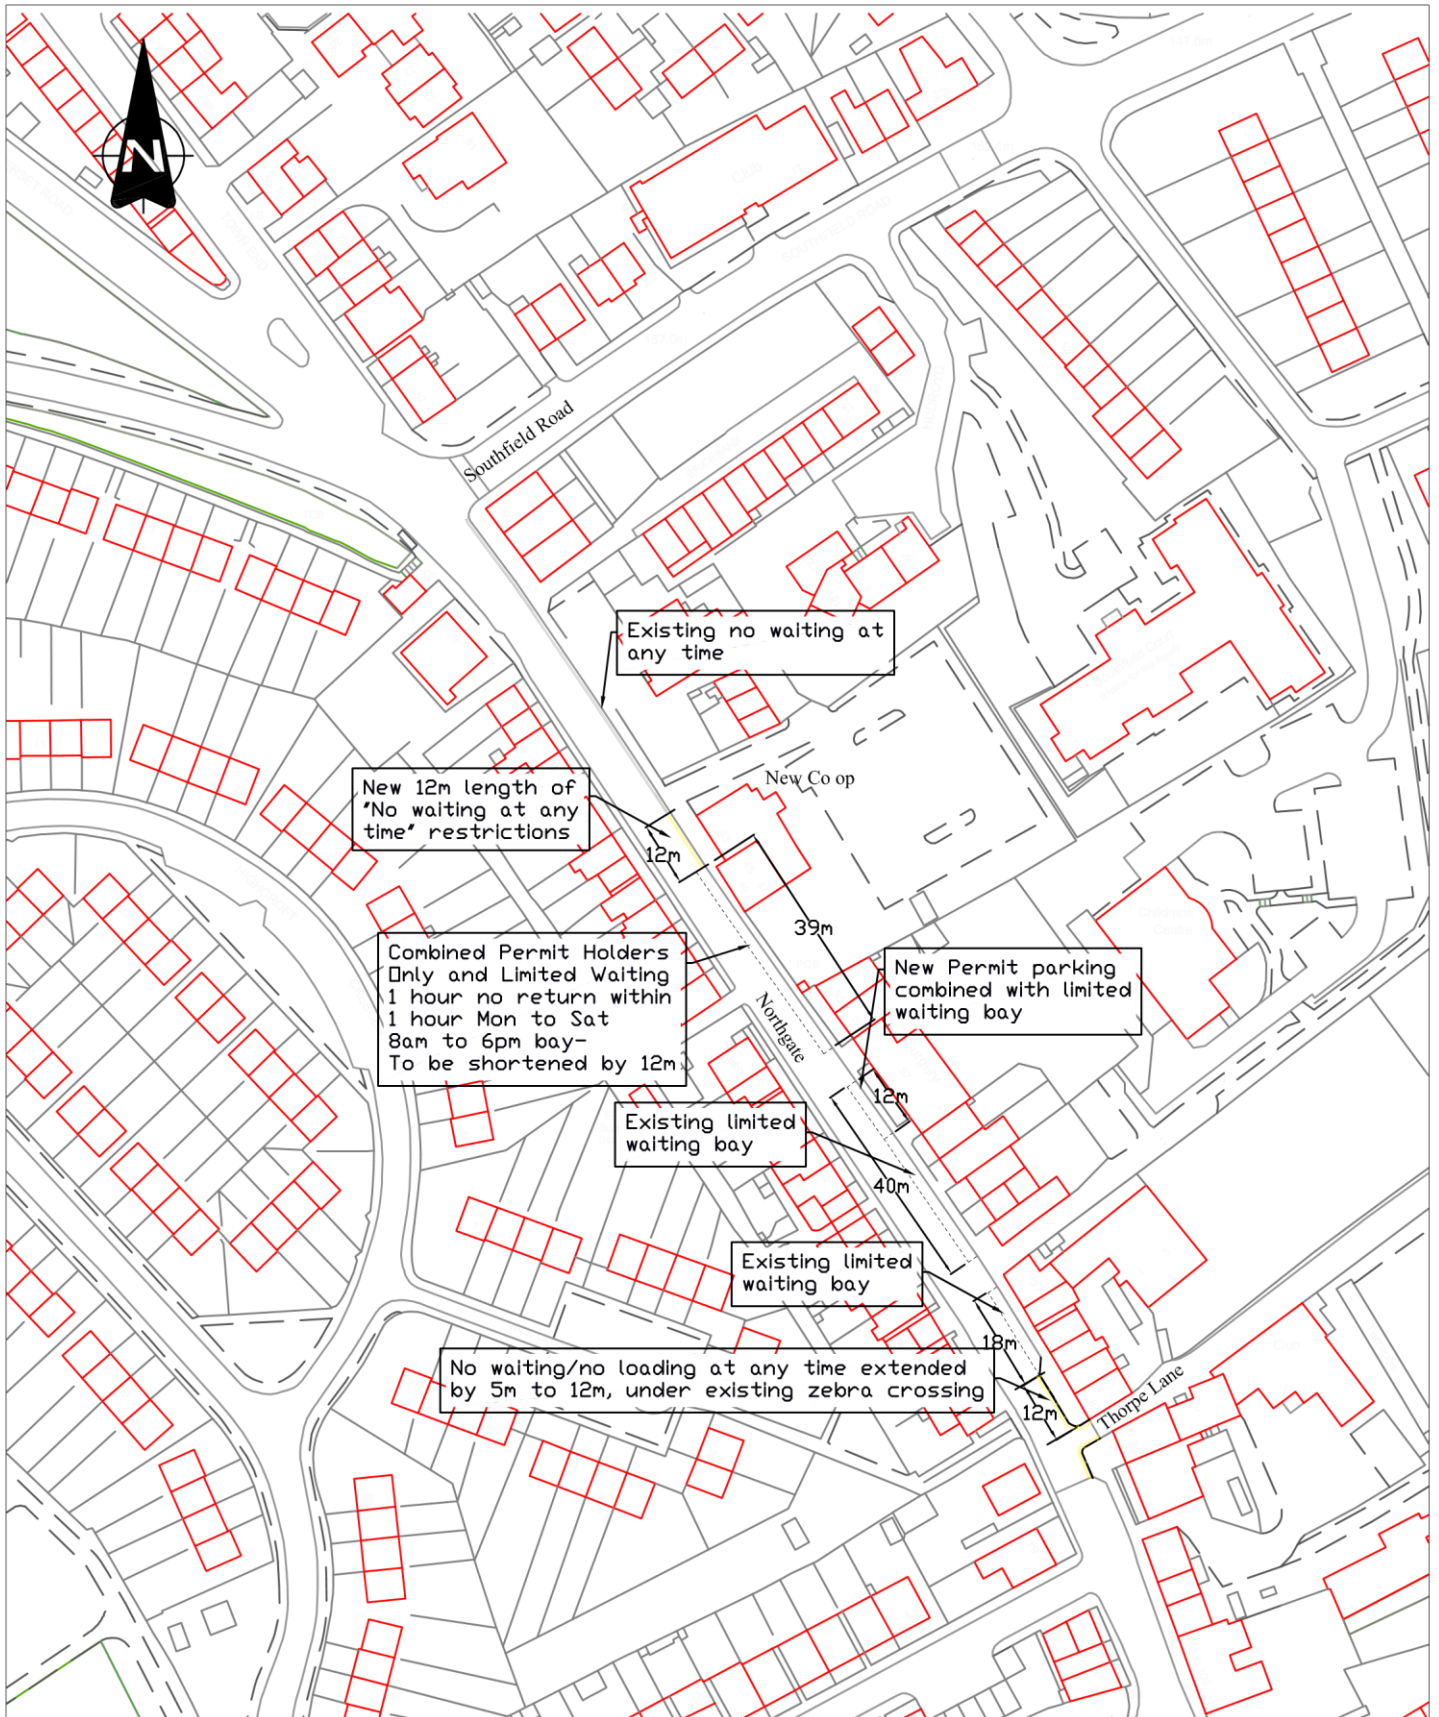 N
Club
SOUTHFIELD ROAD
Southfield Road
Existing no waiting at
any time
New Co op
New 12m length of
"No waiting at any
time" restrictions
12m
39m
Combined Permit Holders
Only and Limited Waiting
1 hour no return within
1 hour Mon to Sat
8am to 6pm bay-
To be shortened by 12m
New Permit parking
combined with limited
waiting bay
Northgate
12m
Existing limited
waiting bay
40m
Existing limited
waiting bay
18m
No waiting/no loading at any time extended
by 5m to 12m, under existing zebra crossing
12m
Thorpe Lane